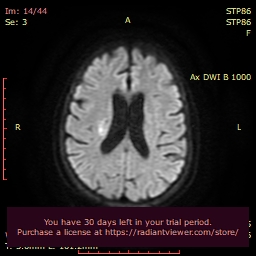 Im: 14/44
Se: 3
STP86
STP86
F
A
Ax DWI B 1000
R
L
You have 30 days left in your trial period.
Purchase a license at https://radiantviewer.com/store/